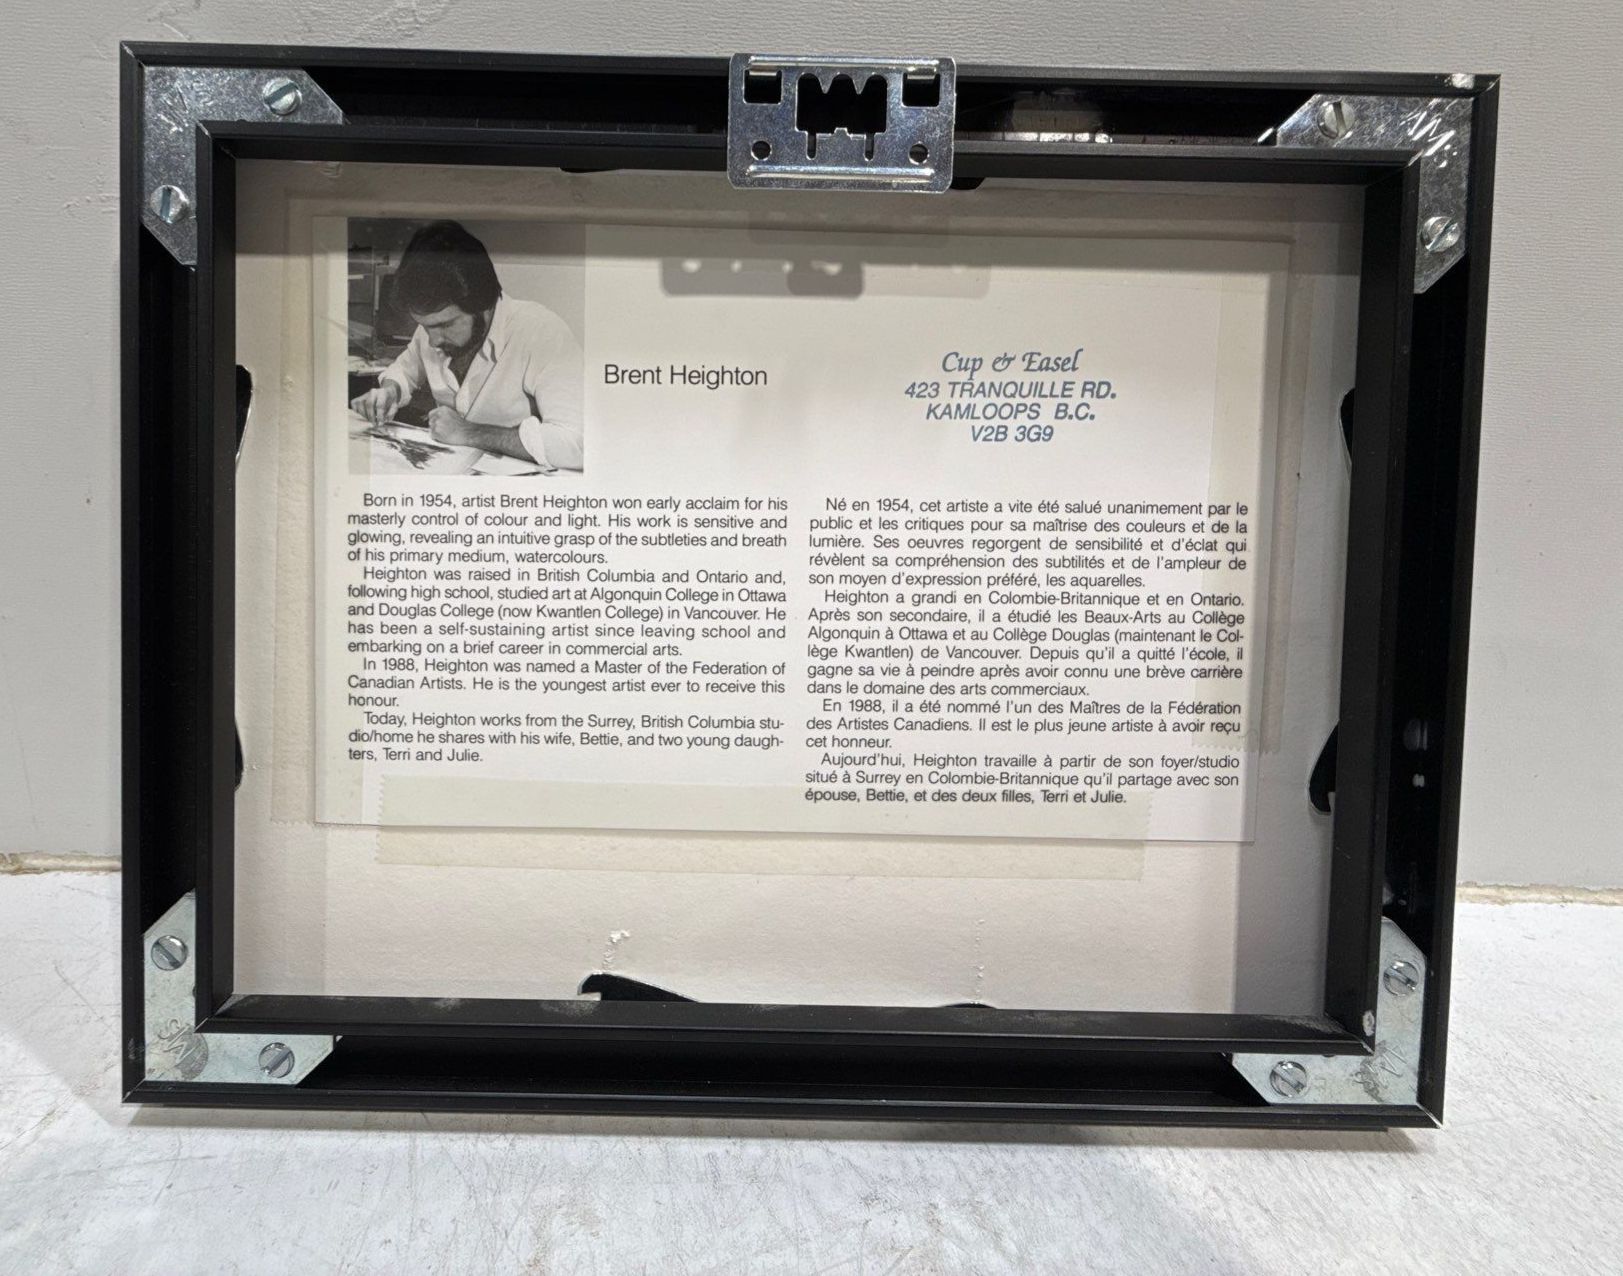 Brent Heighton
Cup & Easel
423 TRANQUILLE RD.
KAMLOOPS B.C.
V2B 3G9
Born in 1954, artist Brent Heighton won early acclaim for his
masterly control of colour and light. His work is sensitive and
glowing, revealing an intuitive grasp of the subtleties and breath
of his primary medium, watercolours.
Heighton was raised in British Columbia and Ontario and,
following high school, studied art at Algonquin College in Ottawa
and Douglas College (now Kwantlen College) in Vancouver. He
has been a self-sustaining artist since leaving school and
embarking on a brief career in commercial arts.
In 1988, Heighton was named a Master of the Federation of
Canadian Artists. He is the youngest artist ever to receive this
honour.
Today, Heighton works from the Surrey, British Columbia stu-
dio/home he shares with his wife, Bettie, and two young daugh-
ters, Terri and Julie.
Né en 1954, cet artiste a vite été salué unanimement par le
public et les critiques pour sa maîtrise des couleurs et de la
lumière. Ses oeuvres regorgent de sensibilité et d'éclat qui
révèlent sa compréhension des subtilités et de l'ampleur de
son moyen d'expression préféré, les aquarelles.
Heighton a grandi en Colombie-Britannique et en Ontario.
Après son secondaire, il a étudié les Beaux-Arts au Collège
Algonquin à Ottawa et au Collège Douglas (maintenant le Col-
lège Kwantlen) de Vancouver. Depuis qu'il a quitté l'école, il
gagne sa vie à peindre après avoir connu une brève carrière
dans le domaine des arts commerciaux.
En 1988, il a été nommé l'un des Maîtres de la Fédération
des Artistes Canadiens. Il est le plus jeune artiste à avoir reçu
cet honneur.
Aujourd'hui, Heighton travaille à partir de son foyer/studio
situé à Surrey en Colombie-Britannique qu'il partage avec son
épouse, Bettie, et des deux filles, Terri et Julie.